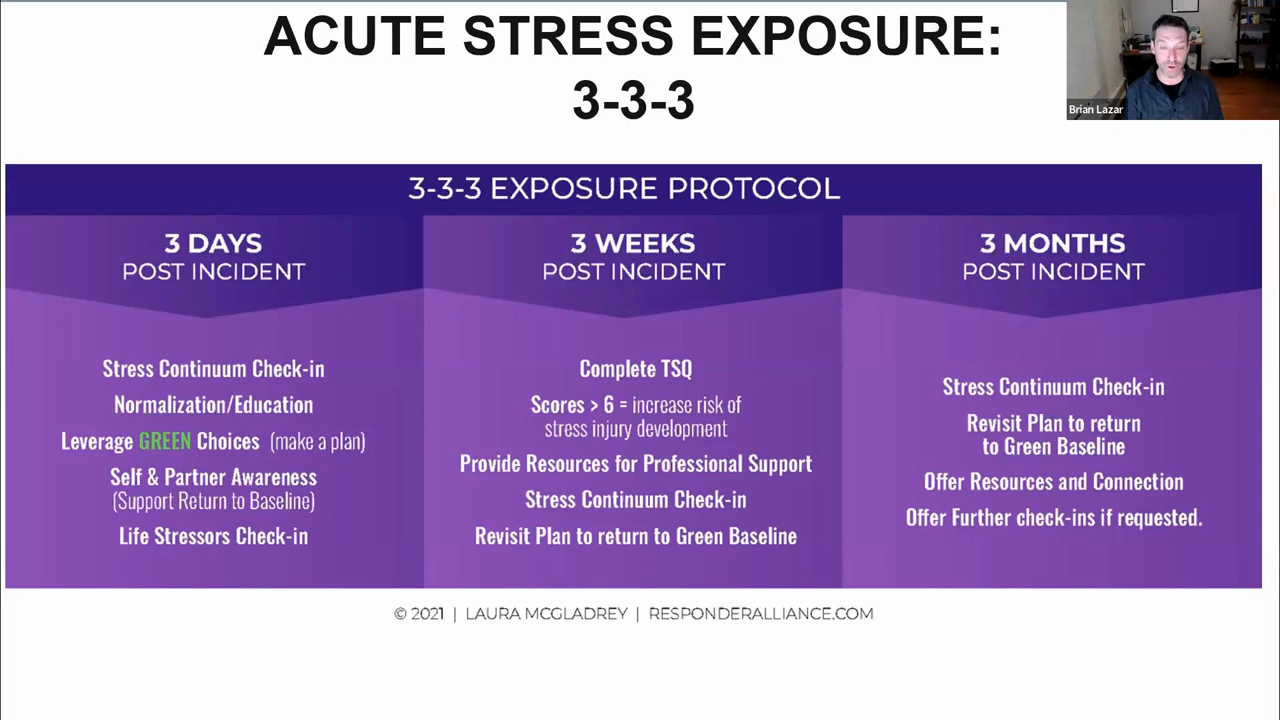 ACUTE STRESS EXPOSURE:
3-3-3
Brian Lazar
3-3-3 EXPOSURE PROTOCOL
3 DAYS
POST INCIDENT
Stress Continuum Check-in
Normalization/Education
Leverage GREEN Choices (make a plan)
Self & Partner Awareness
(Support Return to Baseline)
Life Stressors Check-in
3 WEEKS
POST INCIDENT
Complete TSQ
Scores > 6 = increase risk of
stress injury development
Provide Resources for Professional Support
Stress Continuum Check-in
Revisit Plan to return to Green Baseline
3 MONTHS
POST INCIDENT
Stress Continuum Check-in
Revisit Plan to return
to Green Baseline
Offer Resources and Connection
Offer Further check-ins if requested.
© 2021 | LAURA MCGLADREY | RESPONDERALLIANCE.COM